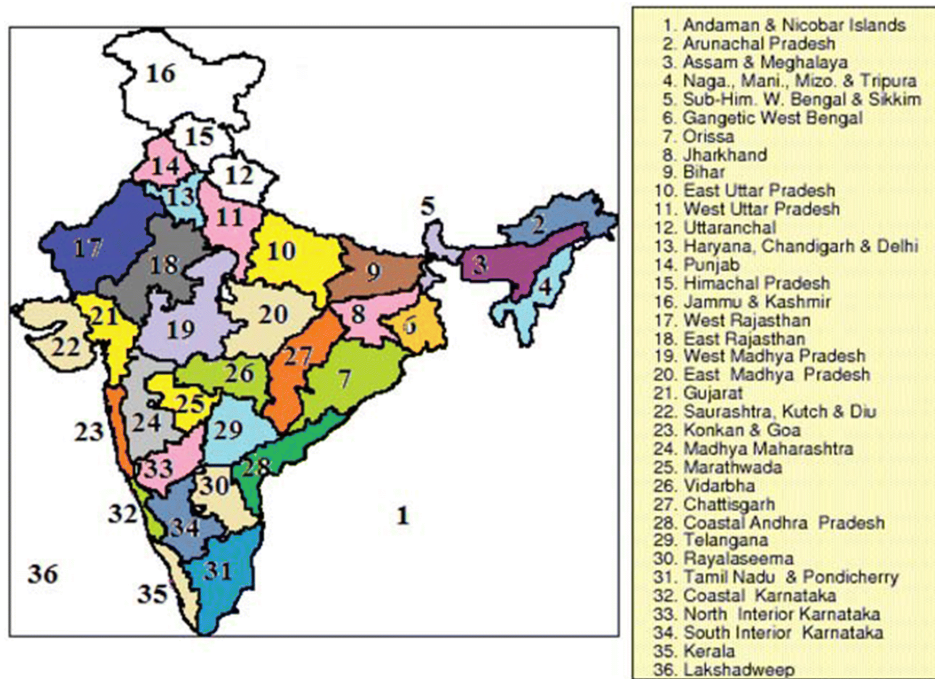 16
15
14
12
13
11
5
2
17
10
18
9
3
4
21
20
8
6
19
22
27
26
7
25
23
24
29
33
28
30
32
34
1
36
35
31
1. Andaman & Nicobar Islands
2. Arunachal Pradesh
3. Assam & Meghalaya
4. Naga., Mani., Mizo. & Tripura
5. Sub-Him. W. Bengal & Sikkim
6. Gangetic West Bengal
7. Orissa
8. Jharkhand
9. Bihar
10. East Uttar Pradesh
11. West Uttar Pradesh
12. Uttaranchal
13. Haryana, Chandigarh & Delhi
14. Punjab
15. Himachal Pradesh
16. Jammu & Kashmir
17. West Rajasthan
18. East Rajasthan
19. West Madhya Pradesh
20. East Madhya Pradesh
21. Gujarat
22. Saurashtra, Kutch & Diu
23. Konkan & Goa
24. Madhya Maharashtra
25. Marathwada
26. Vidarbha
27. Chattisgarh
28. Coastal Andhra Pradesh
29. Telangana
30. Rayalaseema
31. Tamil Nadu & Pondicherry
32. Coastal Karnataka
33. North Interior Karnataka
34. South Interior Karnataka
35. Kerala
36. Lakshadweep